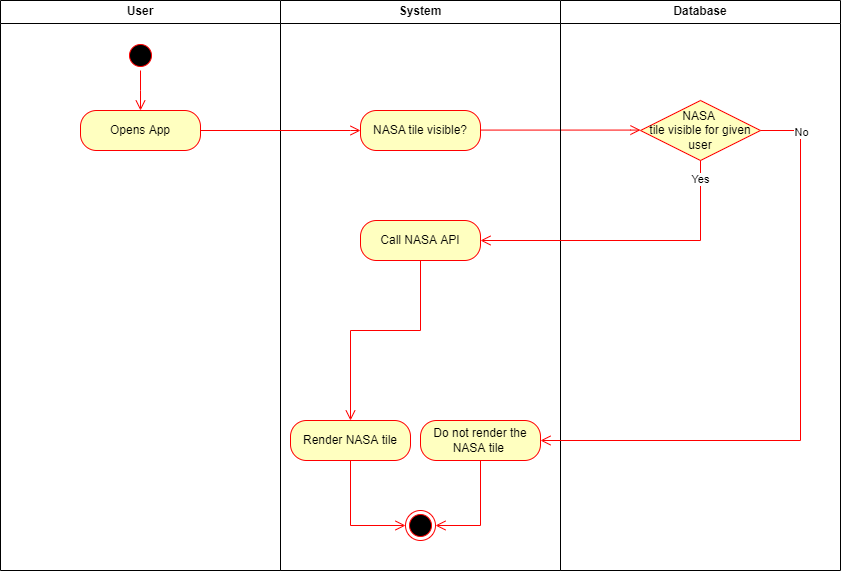 User
System
Database
Opens App
NASA tile visible?
NASA
tile visible for given
user
No
Yes
Call NASA API
Render NASA tile
Do not render the
NASA tile